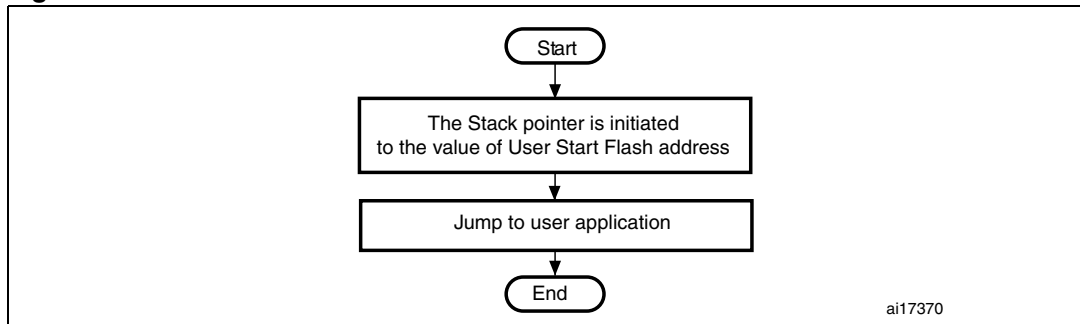 Start
The Stack pointer is initiated
to the value of User Start Flash address
Jump to user application
End
ai17370